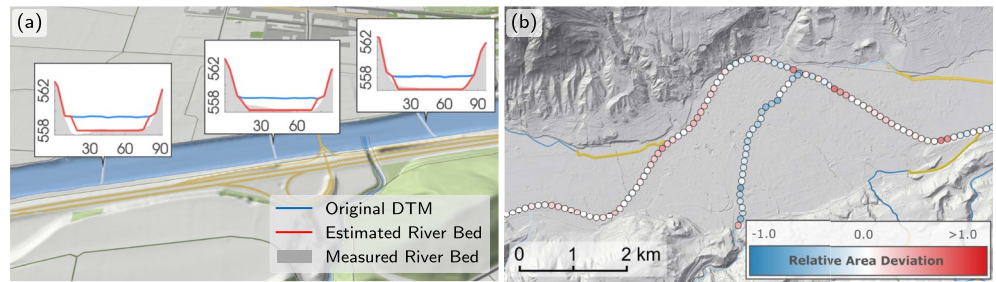 (a)
562
558
30
60
90
562
558
30
60
562
558
30
60
90
Original DTM
Estimated River Bed
Measured River Bed
(b)
0 1 2 km
-1.0 0.0 >1.0
Relative Area Deviation